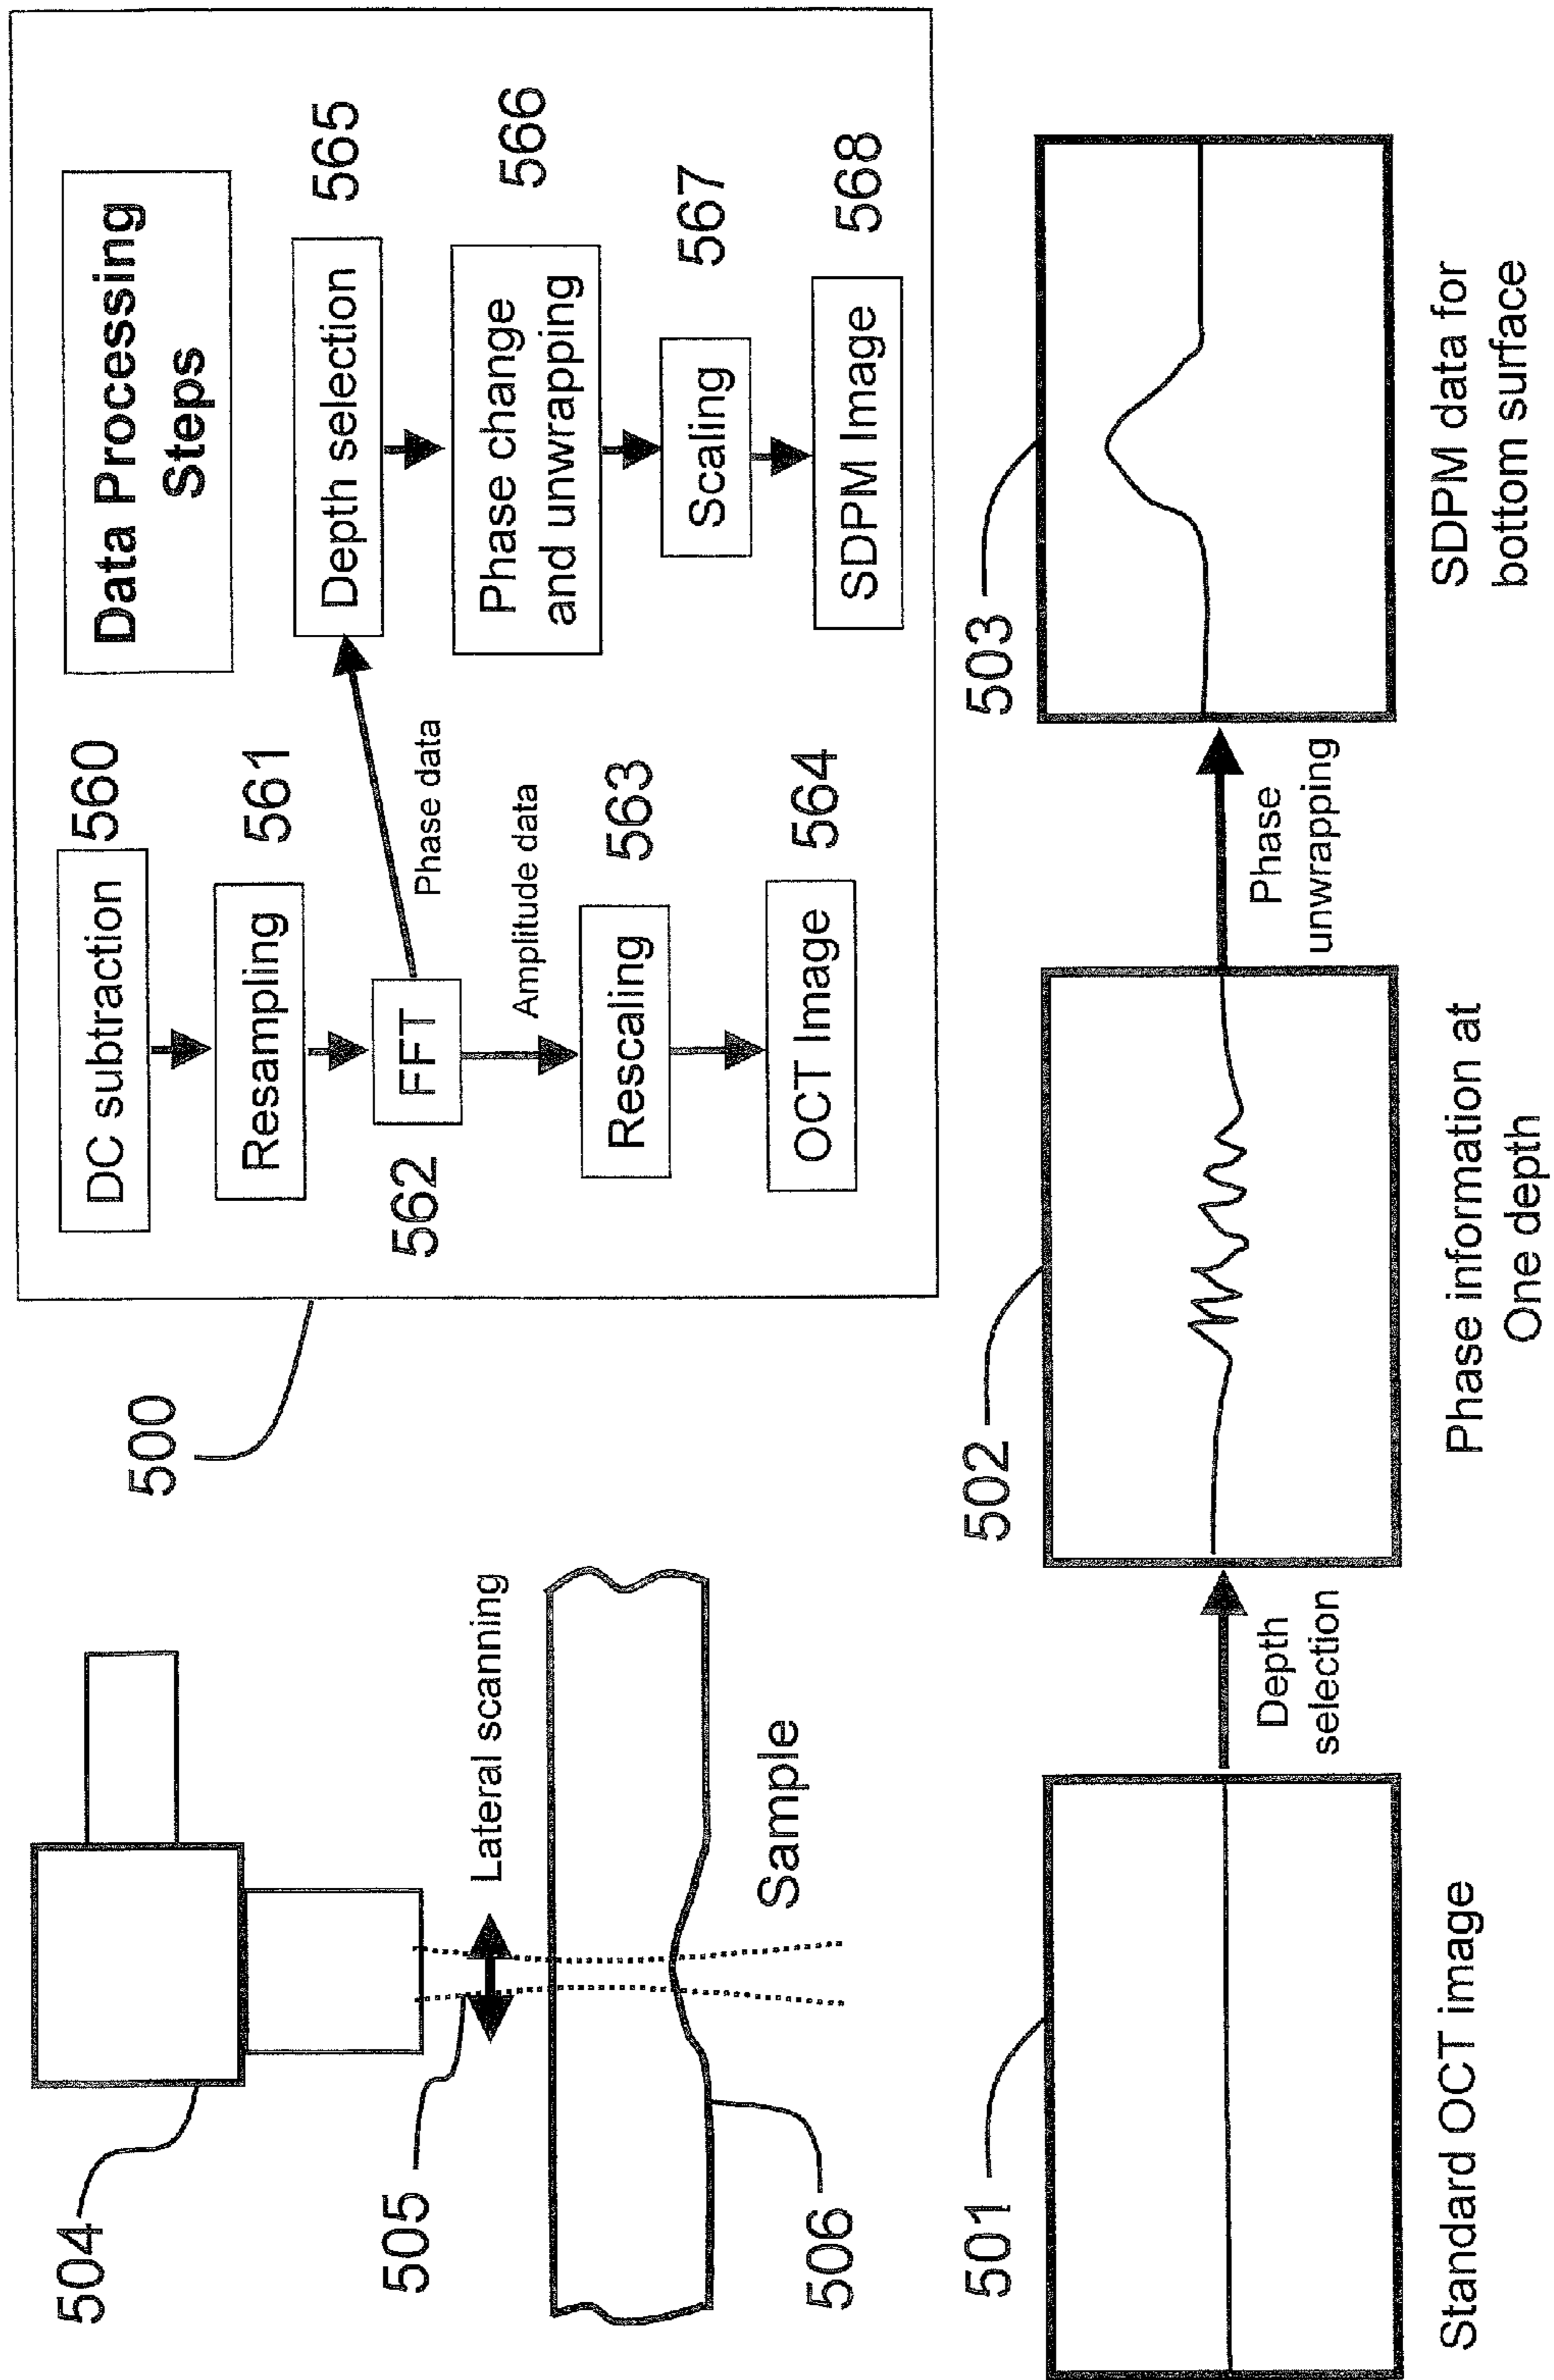 504
505
Lateral scanning
506
Sample
500
Data Processing
Steps
DC subtraction
560
Resampling
561
562
FFT
Phase data
Amplitude data
Rescaling
563
OCT Image
564
Depth selection
565
Phase change
and unwrapping
566
Scaling
567
SDPM Image
568
501
Standard OCT image
Depth
selection
502
Phase information at
One depth
Phase
unwrapping
503
SDPM data for
bottom surface